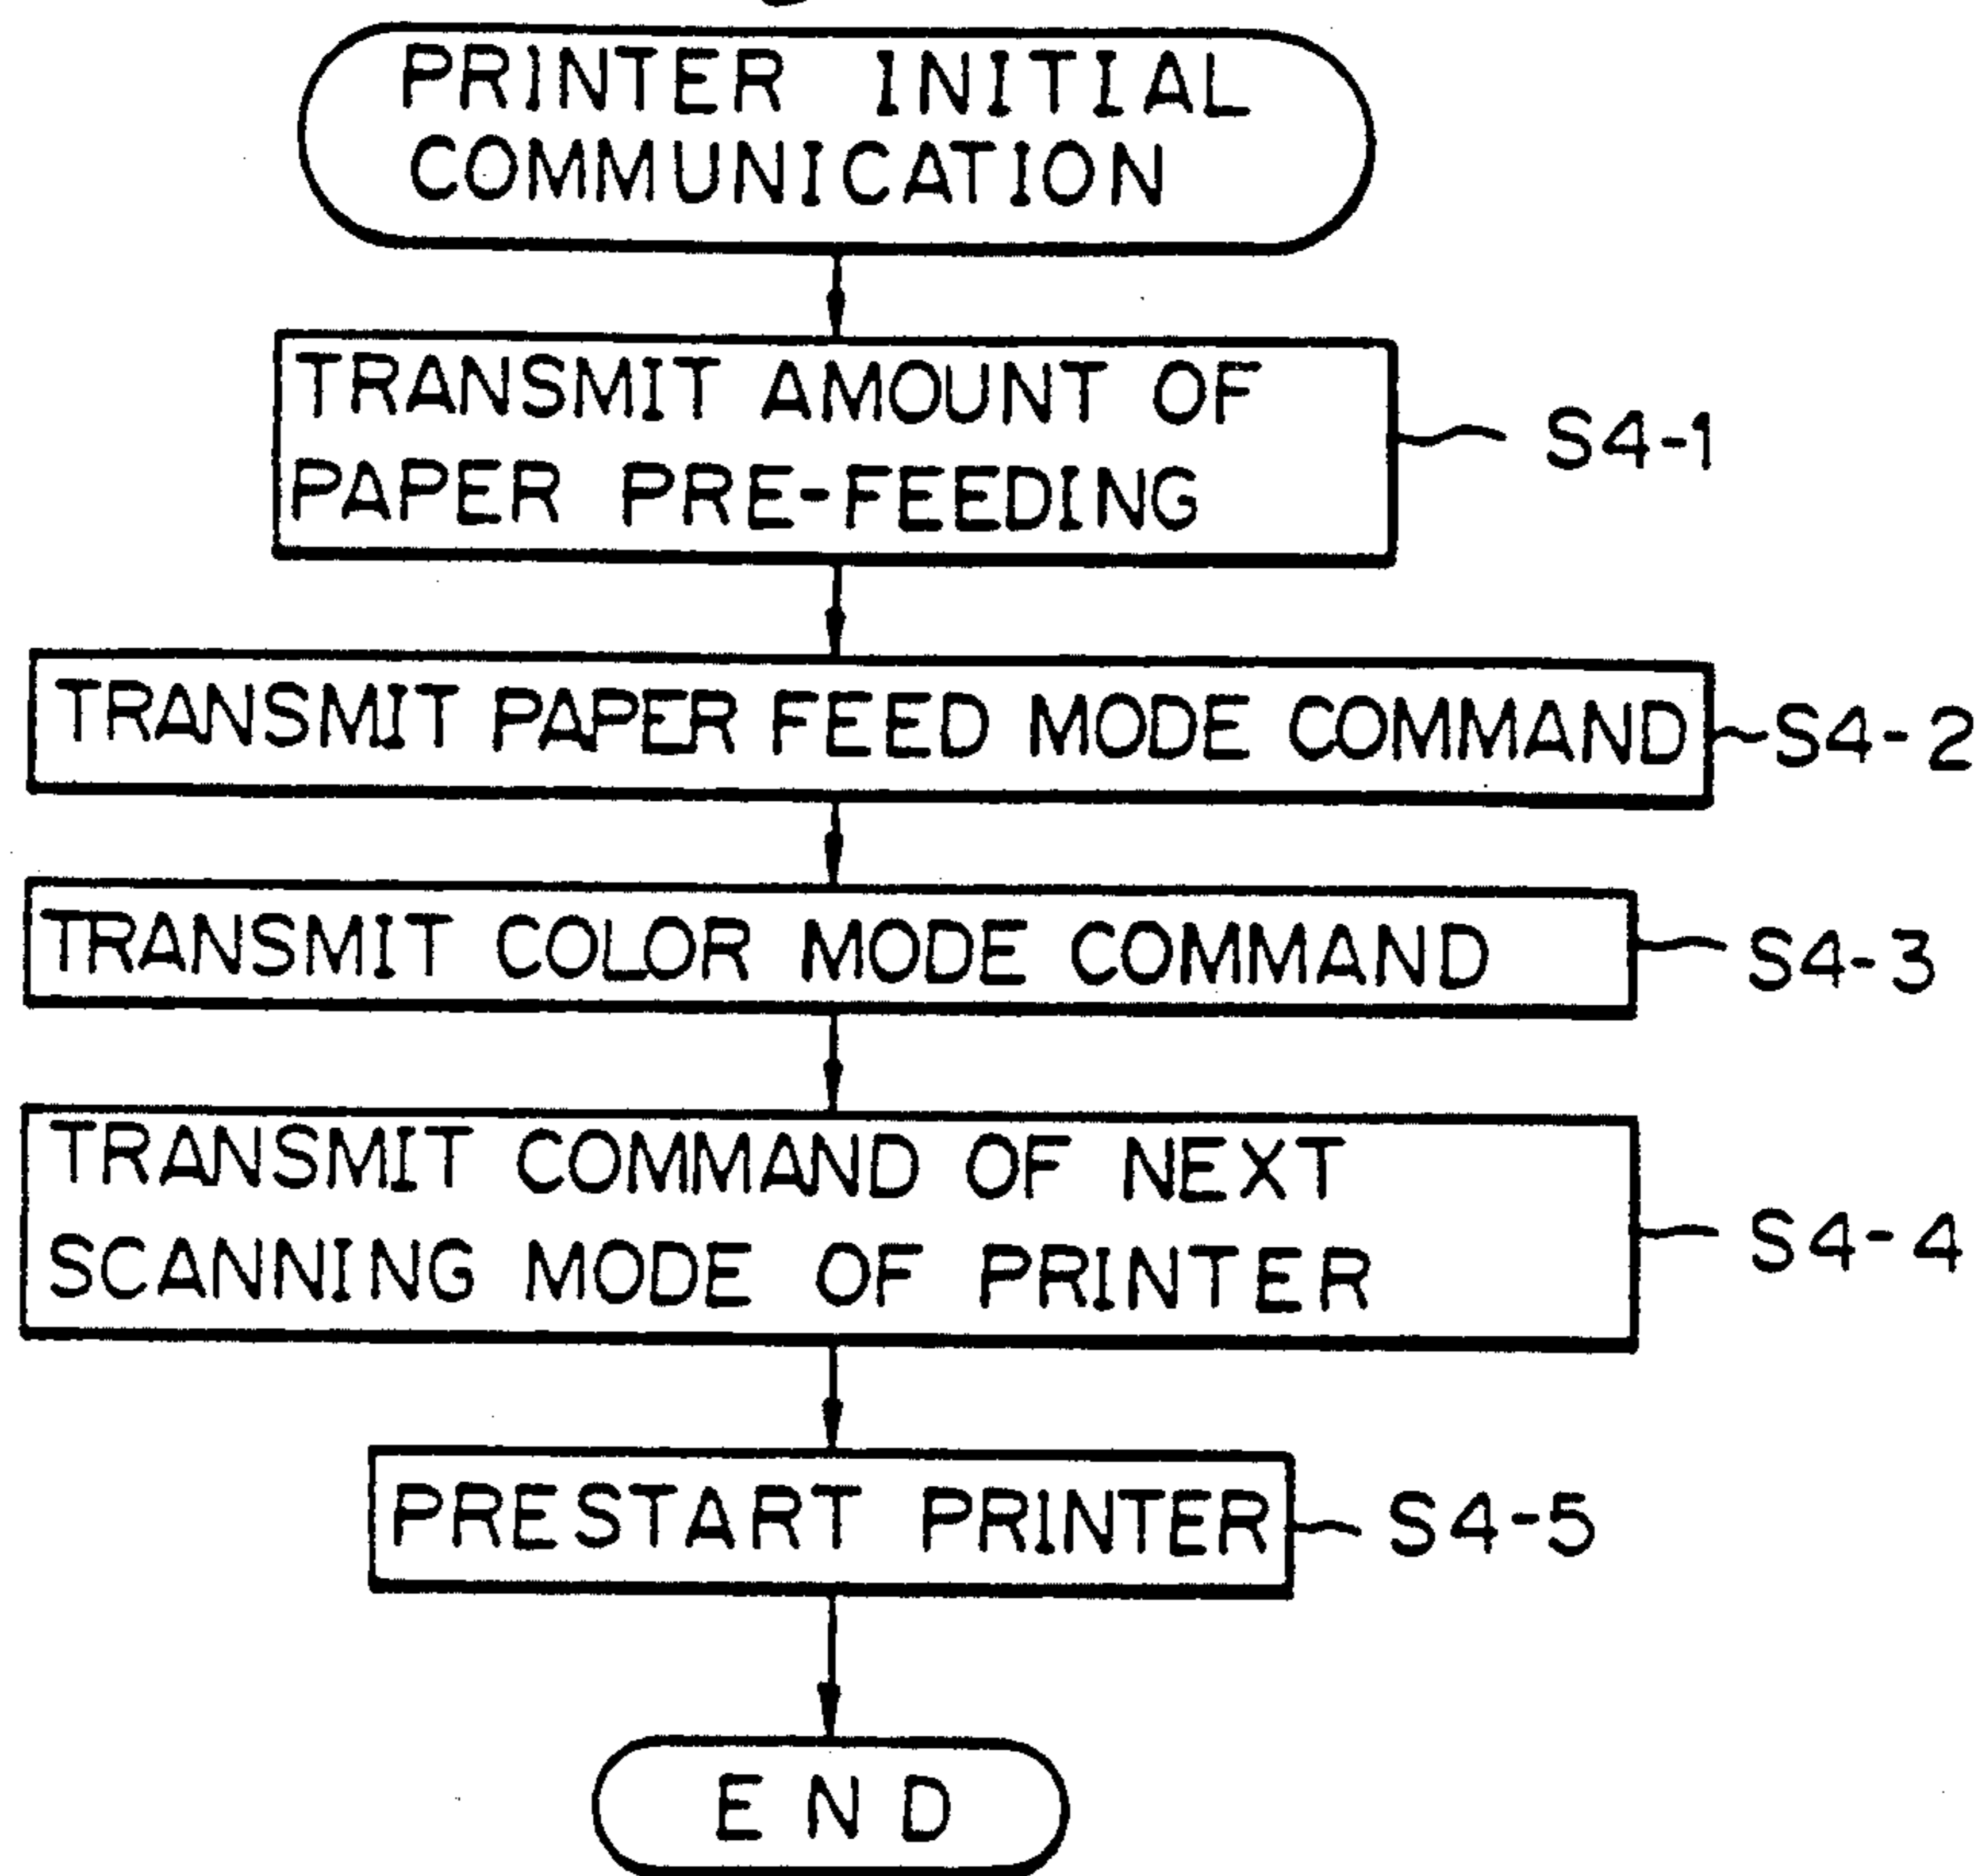 PRINTER INITIAL
COMMUNICATION
TRANSMIT AMOUNT OF
PAPER PRE-FEEDING
S4-1
TRANSMIT PAPER FEED MODE COMMAND
S4-2
TRANSMIT COLOR MODE COMMAND
S4-3
TRANSMIT COMMAND OF NEXT
SCANNING MODE OF PRINTER
S4-4
PRESTART PRINTER
S4-5
END